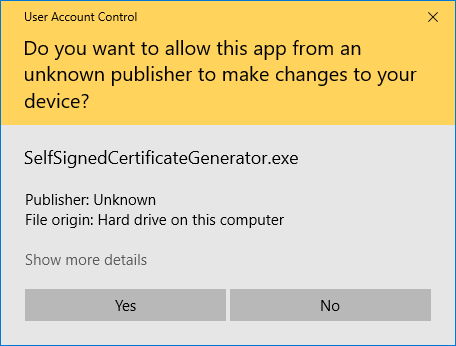 User Account Control
Do you want to allow this app from an
unknown publisher to make changes to your
device?
SelfSignedCertificateGenerator.exe
Publisher: Unknown
File origin: Hard drive on this computer
Show more details
Yes
No